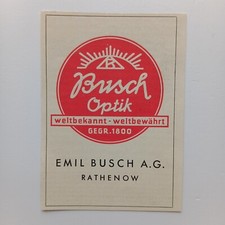 Busch
Optik
weltbekannt · weltbewährt
GEGR. 1800
EMIL BUSCH A.G.
RATHENOW